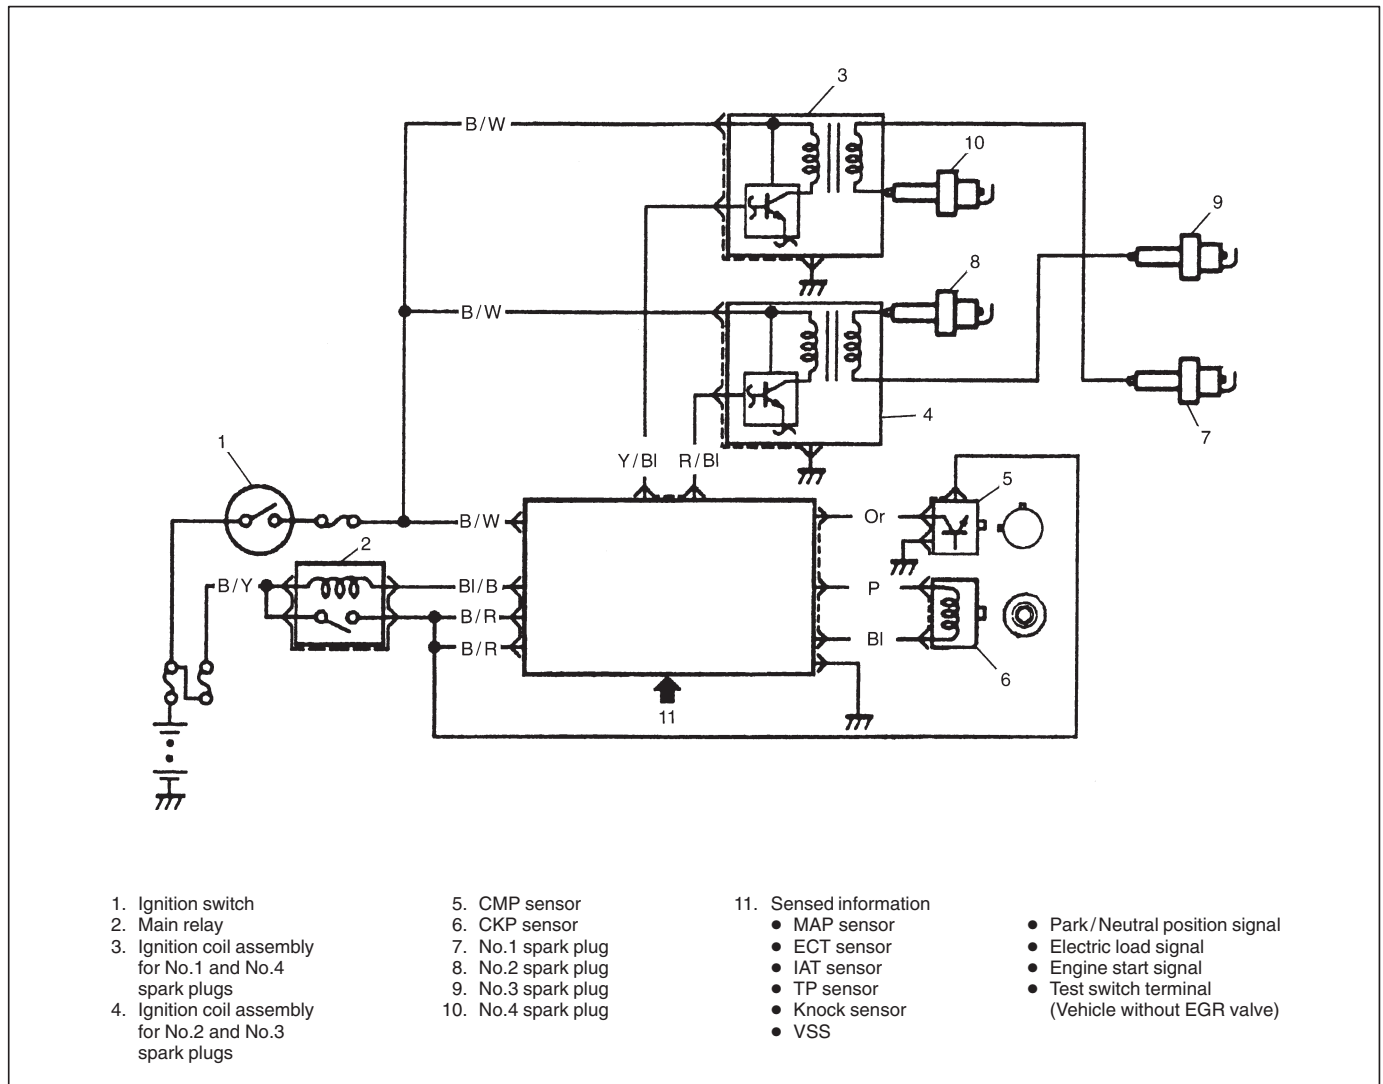 3
B/W
10
9
8
B/W
4
7
1
Y/Bl R/Bl
5
B/W
Or
2
B/Y
Bl/B
P
B/R
Bl
B/R
6
11
1. Ignition switch
2. Main relay
3. Ignition coil assembly
for No.1 and No.4
spark plugs
4. Ignition coil assembly
for No.2 and No.3
spark plugs
5. CMP sensor
6. CKP sensor
7. No.1 spark plug
8. No.2 spark plug
9. No.3 spark plug
10. No.4 spark plug
11. Sensed information
● MAP sensor
● ECT sensor
● IAT sensor
● TP sensor
● Knock sensor
● VSS
● Park/Neutral position signal
● Electric load signal
● Engine start signal
● Test switch terminal
(Vehicle without EGR valve)